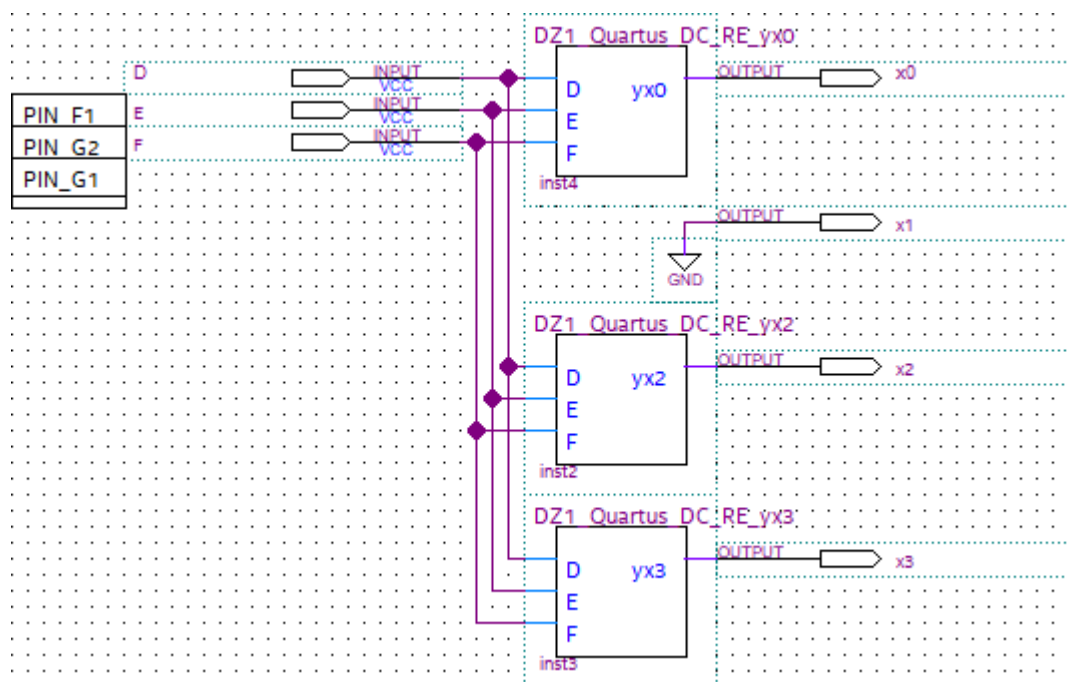 DZ1_Quartus_DC_RE_yx0
D INPUT VCC D yx0 OUTPUT x0
PIN_F1 E INPUT VCC E
PIN_G2 F INPUT VCC F
PIN_G1
inst4
OUTPUT x1
GND
DZ1_Quartus_DC_RE_yx2
D yx2 OUTPUT x2
E
F
inst2
DZ1_Quartus_DC_RE_yx3
D yx3 OUTPUT x3
E
F
inst3